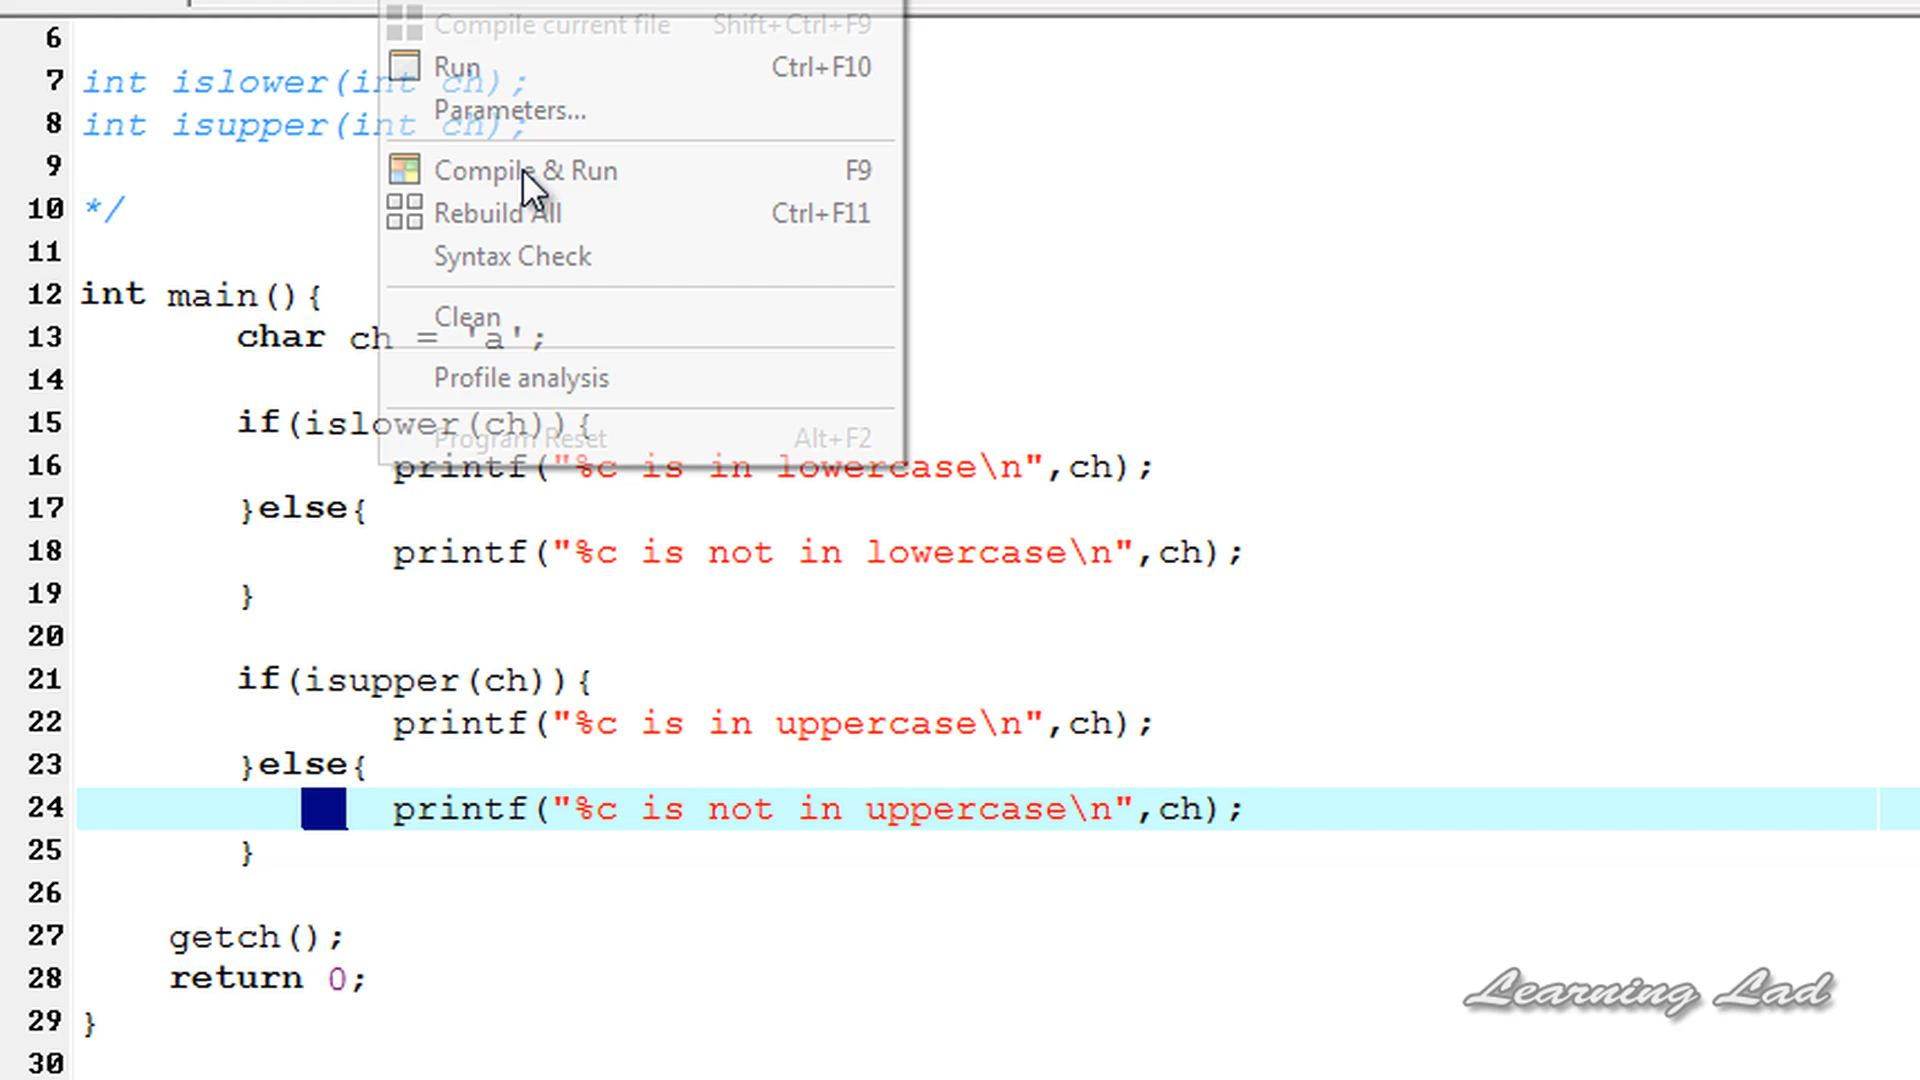 Compile current file Shift+Ctrl+F9
6
Run Ctrl+F10
7 int islower(int ch);
Parameters...
8 int isupper(int ch);
9
Compile & Run F9
10 */
Rebuild All Ctrl+F11
11
Syntax Check
12 int main(){
Clean
13 char ch = 'a';
14
Profile analysis
15 if(islower(ch)){
Program Reset Alt+F2
16 printf("%c is in lowercase\n",ch);
17 }else{
18 printf("%c is not in lowercase\n",ch);
19 }
20
21 if(isupper(ch)){
22 printf("%c is in uppercase\n",ch);
23 }else{
24 printf("%c is not in uppercase\n",ch);
25 }
26
27 getch();
28 return 0;
29 }
30
Learning Lad